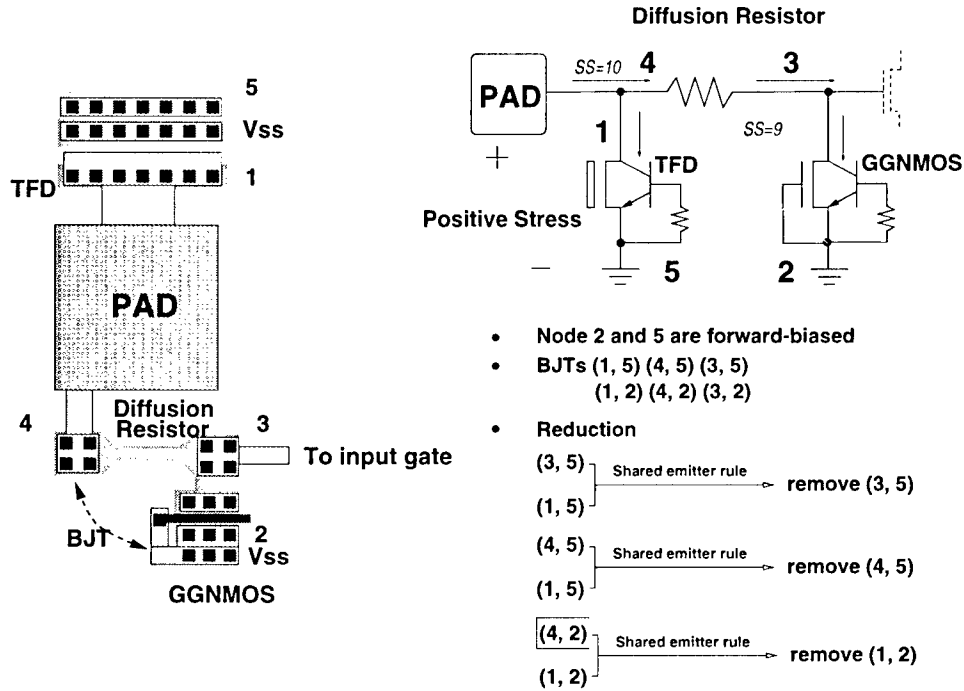 5
Vss
1
TFD
PAD
4
Diffusion
Resistor
3
To input gate
BJT
2
Vss
GGNMOS
Diffusion Resistor
SS=10
4
3
PAD
+
1
SS=9
TFD
GGNMOS
Positive Stress
–
5
2
• Node 2 and 5 are forward-biased
• BJTs (1, 5) (4, 5) (3, 5)
(1, 2) (4, 2) (3, 2)
• Reduction
(3, 5)
Shared emitter rule
remove (3, 5)
(1, 5)
(4, 5)
Shared emitter rule
remove (4, 5)
(1, 5)
(4, 2)
Shared emitter rule
remove (1, 2)
(1, 2)